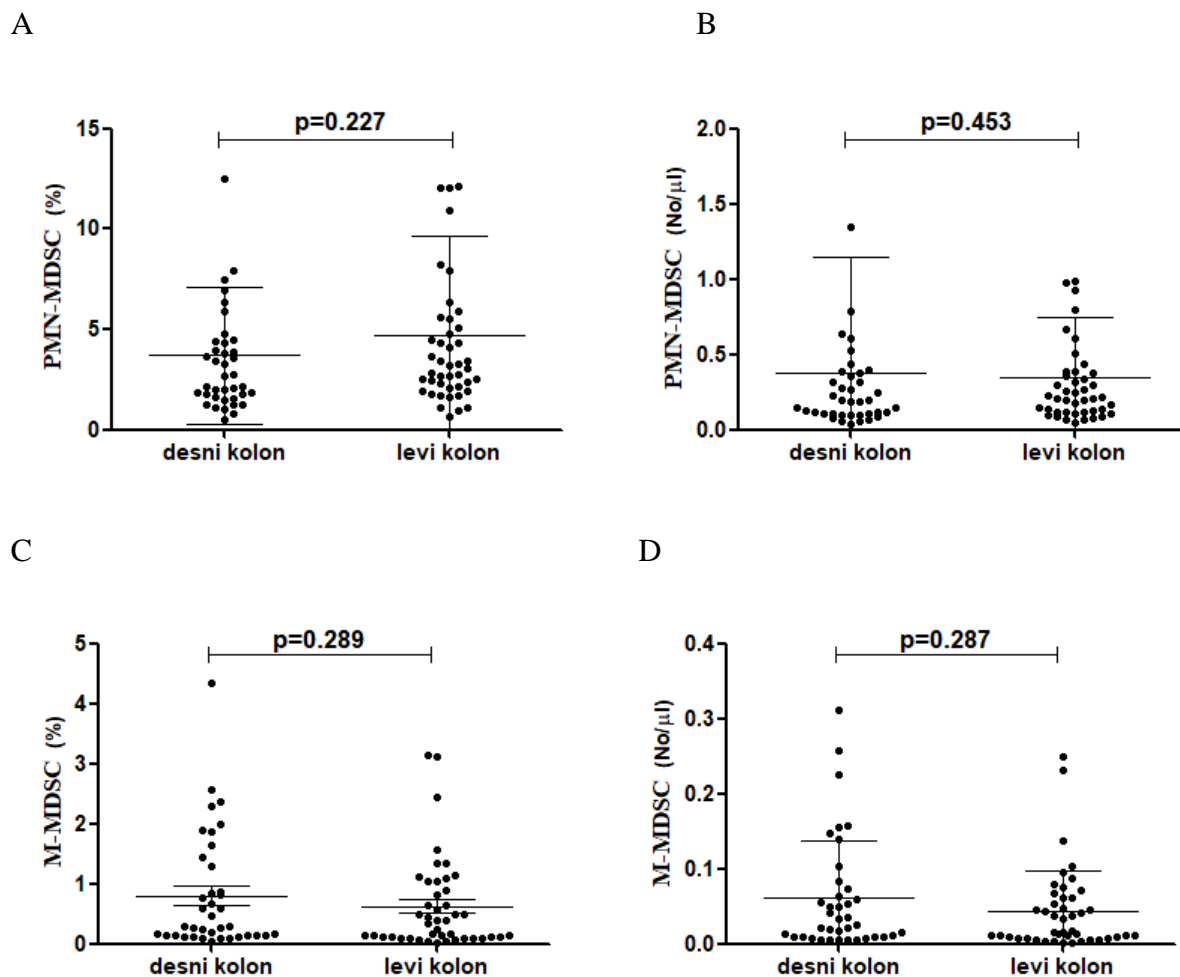 A
B
p=0.227
15
10
5
0
PMN-MDSC (%)
desni kolon
levi kolon
p=0.453
2.0
1.5
1.0
0.5
0.0
PMN-MDSC (No/µl)
desni kolon
levi kolon
C
D
p=0.289
5
4
3
2
1
0
M-MDSC (%)
desni kolon
levi kolon
p=0.287
0.4
0.3
0.2
0.1
0.0
M-MDSC (No/µl)
desni kolon
levi kolon